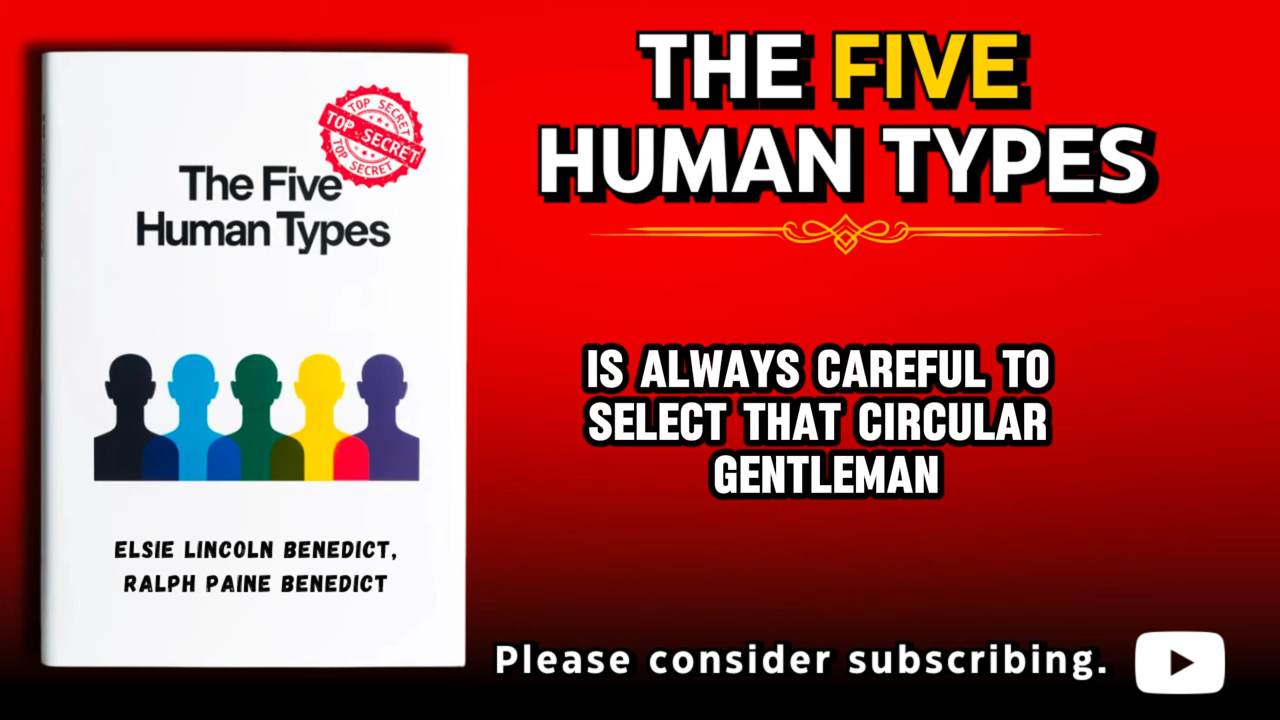 TOP SECRET
TOP SECRET
TOP SECRET
The Five
Human Types
ELSIE LINCOLN BENEDICT,
RALPH PAINE BENEDICT
THE FIVE
HUMAN TYPES
IS ALWAYS CAREFUL TO
SELECT THAT CIRCULAR
GENTLEMAN
Please consider subscribing.